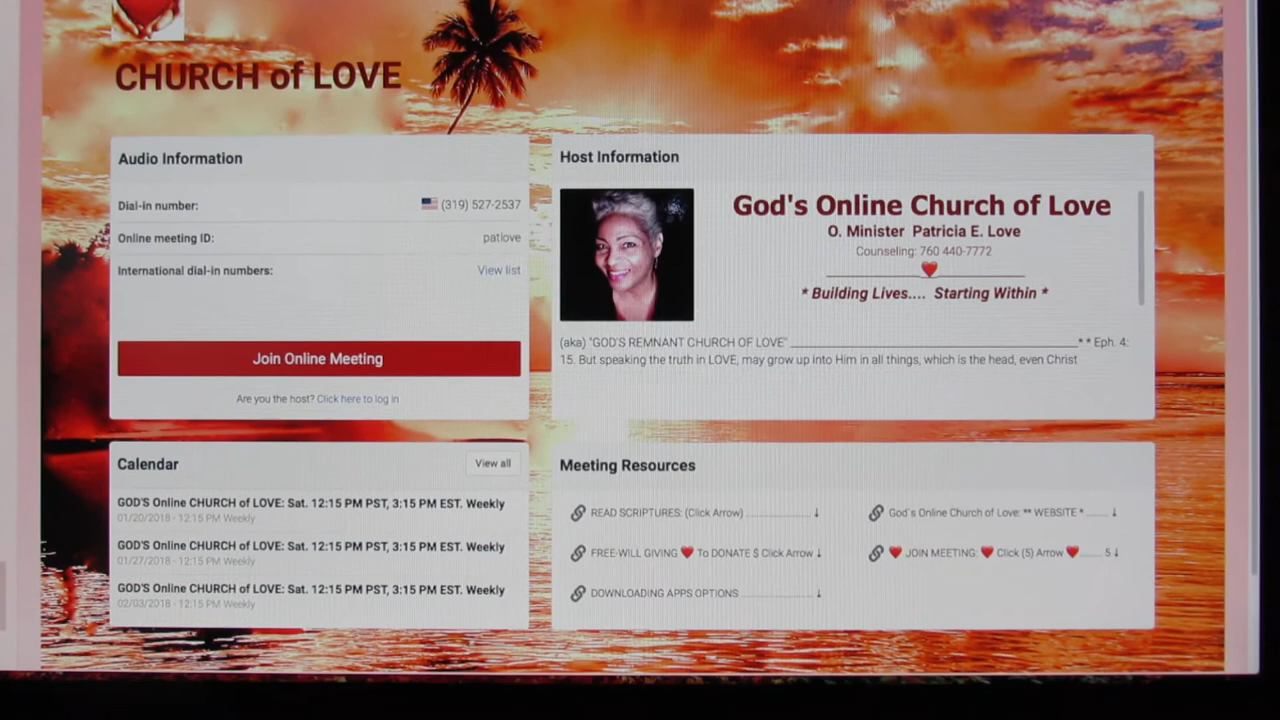 CHURCH of LOVE
Audio Information
Dial-in number: (319) 527-2537
Online meeting ID: patlove
International dial-in numbers: View list
Join Online Meeting
Are you the host? Click here to log in
Host Information
God's Online Church of Love
O. Minister Patricia E. Love
Counseling: 760 440-7772
* Building Lives.... Starting Within *
(aka) "GOD'S REMNANT CHURCH OF LOVE" ______________________________** Eph. 4:
15. But speaking the truth in LOVE, may grow up into Him in all things, which is the head, even Christ
Calendar
View all
GOD'S Online CHURCH of LOVE: Sat. 12:15 PM PST, 3:15 PM EST. Weekly
01/20/2018 - 12:15 PM Weekly
GOD'S Online CHURCH of LOVE: Sat. 12:15 PM PST, 3:15 PM EST. Weekly
01/27/2018 - 12:15 PM Weekly
GOD'S Online CHURCH of LOVE: Sat. 12:15 PM PST, 3:15 PM EST. Weekly
02/03/2018 - 12:15 PM Weekly
Meeting Resources
READ SCRIPTURES: (Click Arrow) .................... ↓
God's Online Church of Love: ** WEBSITE * ...... ↓
FREE-WILL GIVING ❤ To DONATE $ Click Arrow ↓
❤ JOIN MEETING: ❤ Click (5) Arrow ❤ ...... 5 ↓
DOWNLOADING APPS OPTIONS ..................... ↓